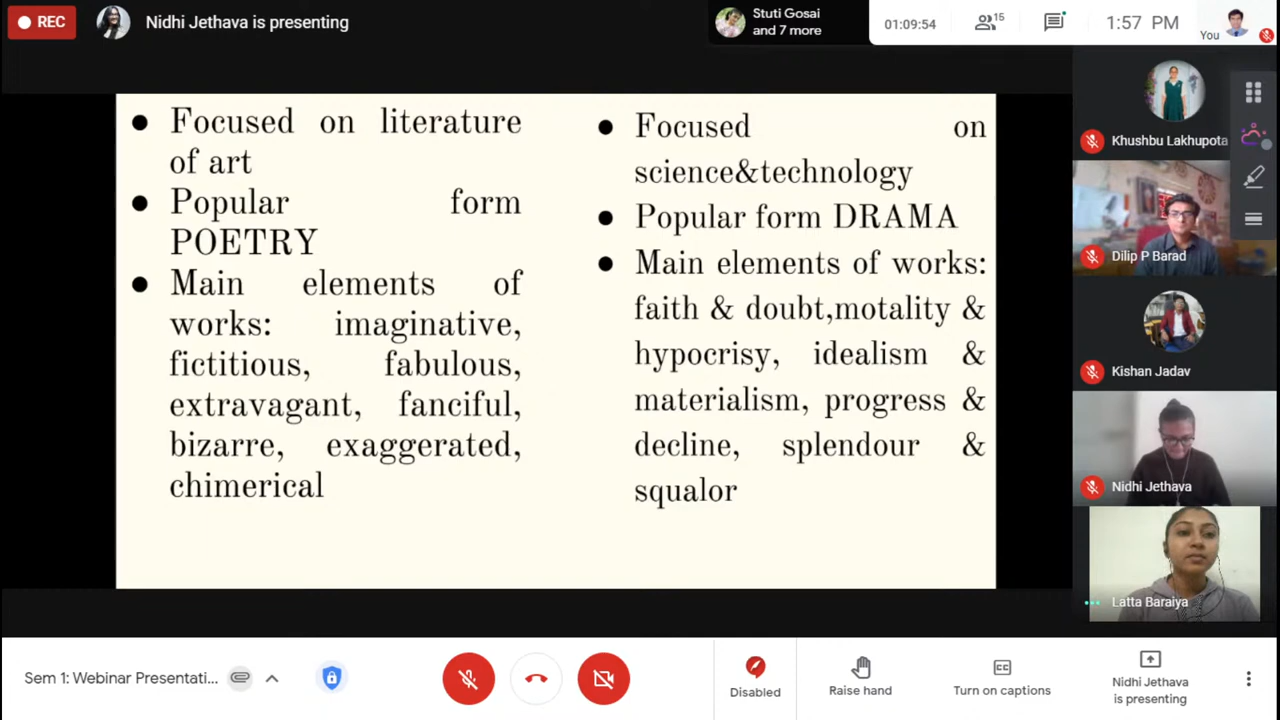 REC
Nidhi Jethava is presenting
Stuti Gosai
and 7 more
01:09:54
15
1:57 PM
You
● Focused on literature
of art
● Popular form
POETRY
● Main elements of
works: imaginative,
fictitious, fabulous,
extravagant, fanciful,
bizarre, exaggerated,
chimerical
● Focused on
science&technology
● Popular form DRAMA
● Main elements of works:
faith & doubt,motality &
hypocrisy, idealism &
materialism, progress &
decline, splendour &
squalor
Khushbu Lakhupota
Dilip P Barad
Kishan Jadav
Nidhi Jethava
Latta Baraiya
Sem 1: Webinar Presentati...
Disabled
Raise hand
Turn on captions
Nidhi Jethava
is presenting